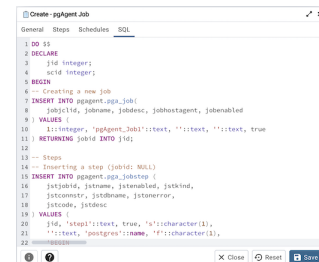 Create - pgAgent Job
General Steps Schedules SQL
1 DO $$
2 DECLARE
3 jid integer;
4 scid integer;
5 BEGIN
6 -- Creating a new job
7 INSERT INTO pgagent.pga_job(
8 jobjclid, jobname, jobdesc, jobhostagent, jobenabled
9 ) VALUES (
10 1::integer, 'pgAgent_Job1'::text, ''::text, ''::text, true
11 ) RETURNING jobid INTO jid;
12
13 -- Steps
14 -- Inserting a step (jobid: NULL)
15 INSERT INTO pgagent.pga_jobstep (
16 jstjobid, jstname, jstenabled, jstkind,
17 jstconnstr, jstdbname, jstonerror,
18 jstcode, jstdesc
19 ) VALUES (
20 jid, 'step1'::text, true, 's'::character(1),
21 ''::text, 'postgres'::name, 'f'::character(1),
22 'BEGIN
Close Reset Save